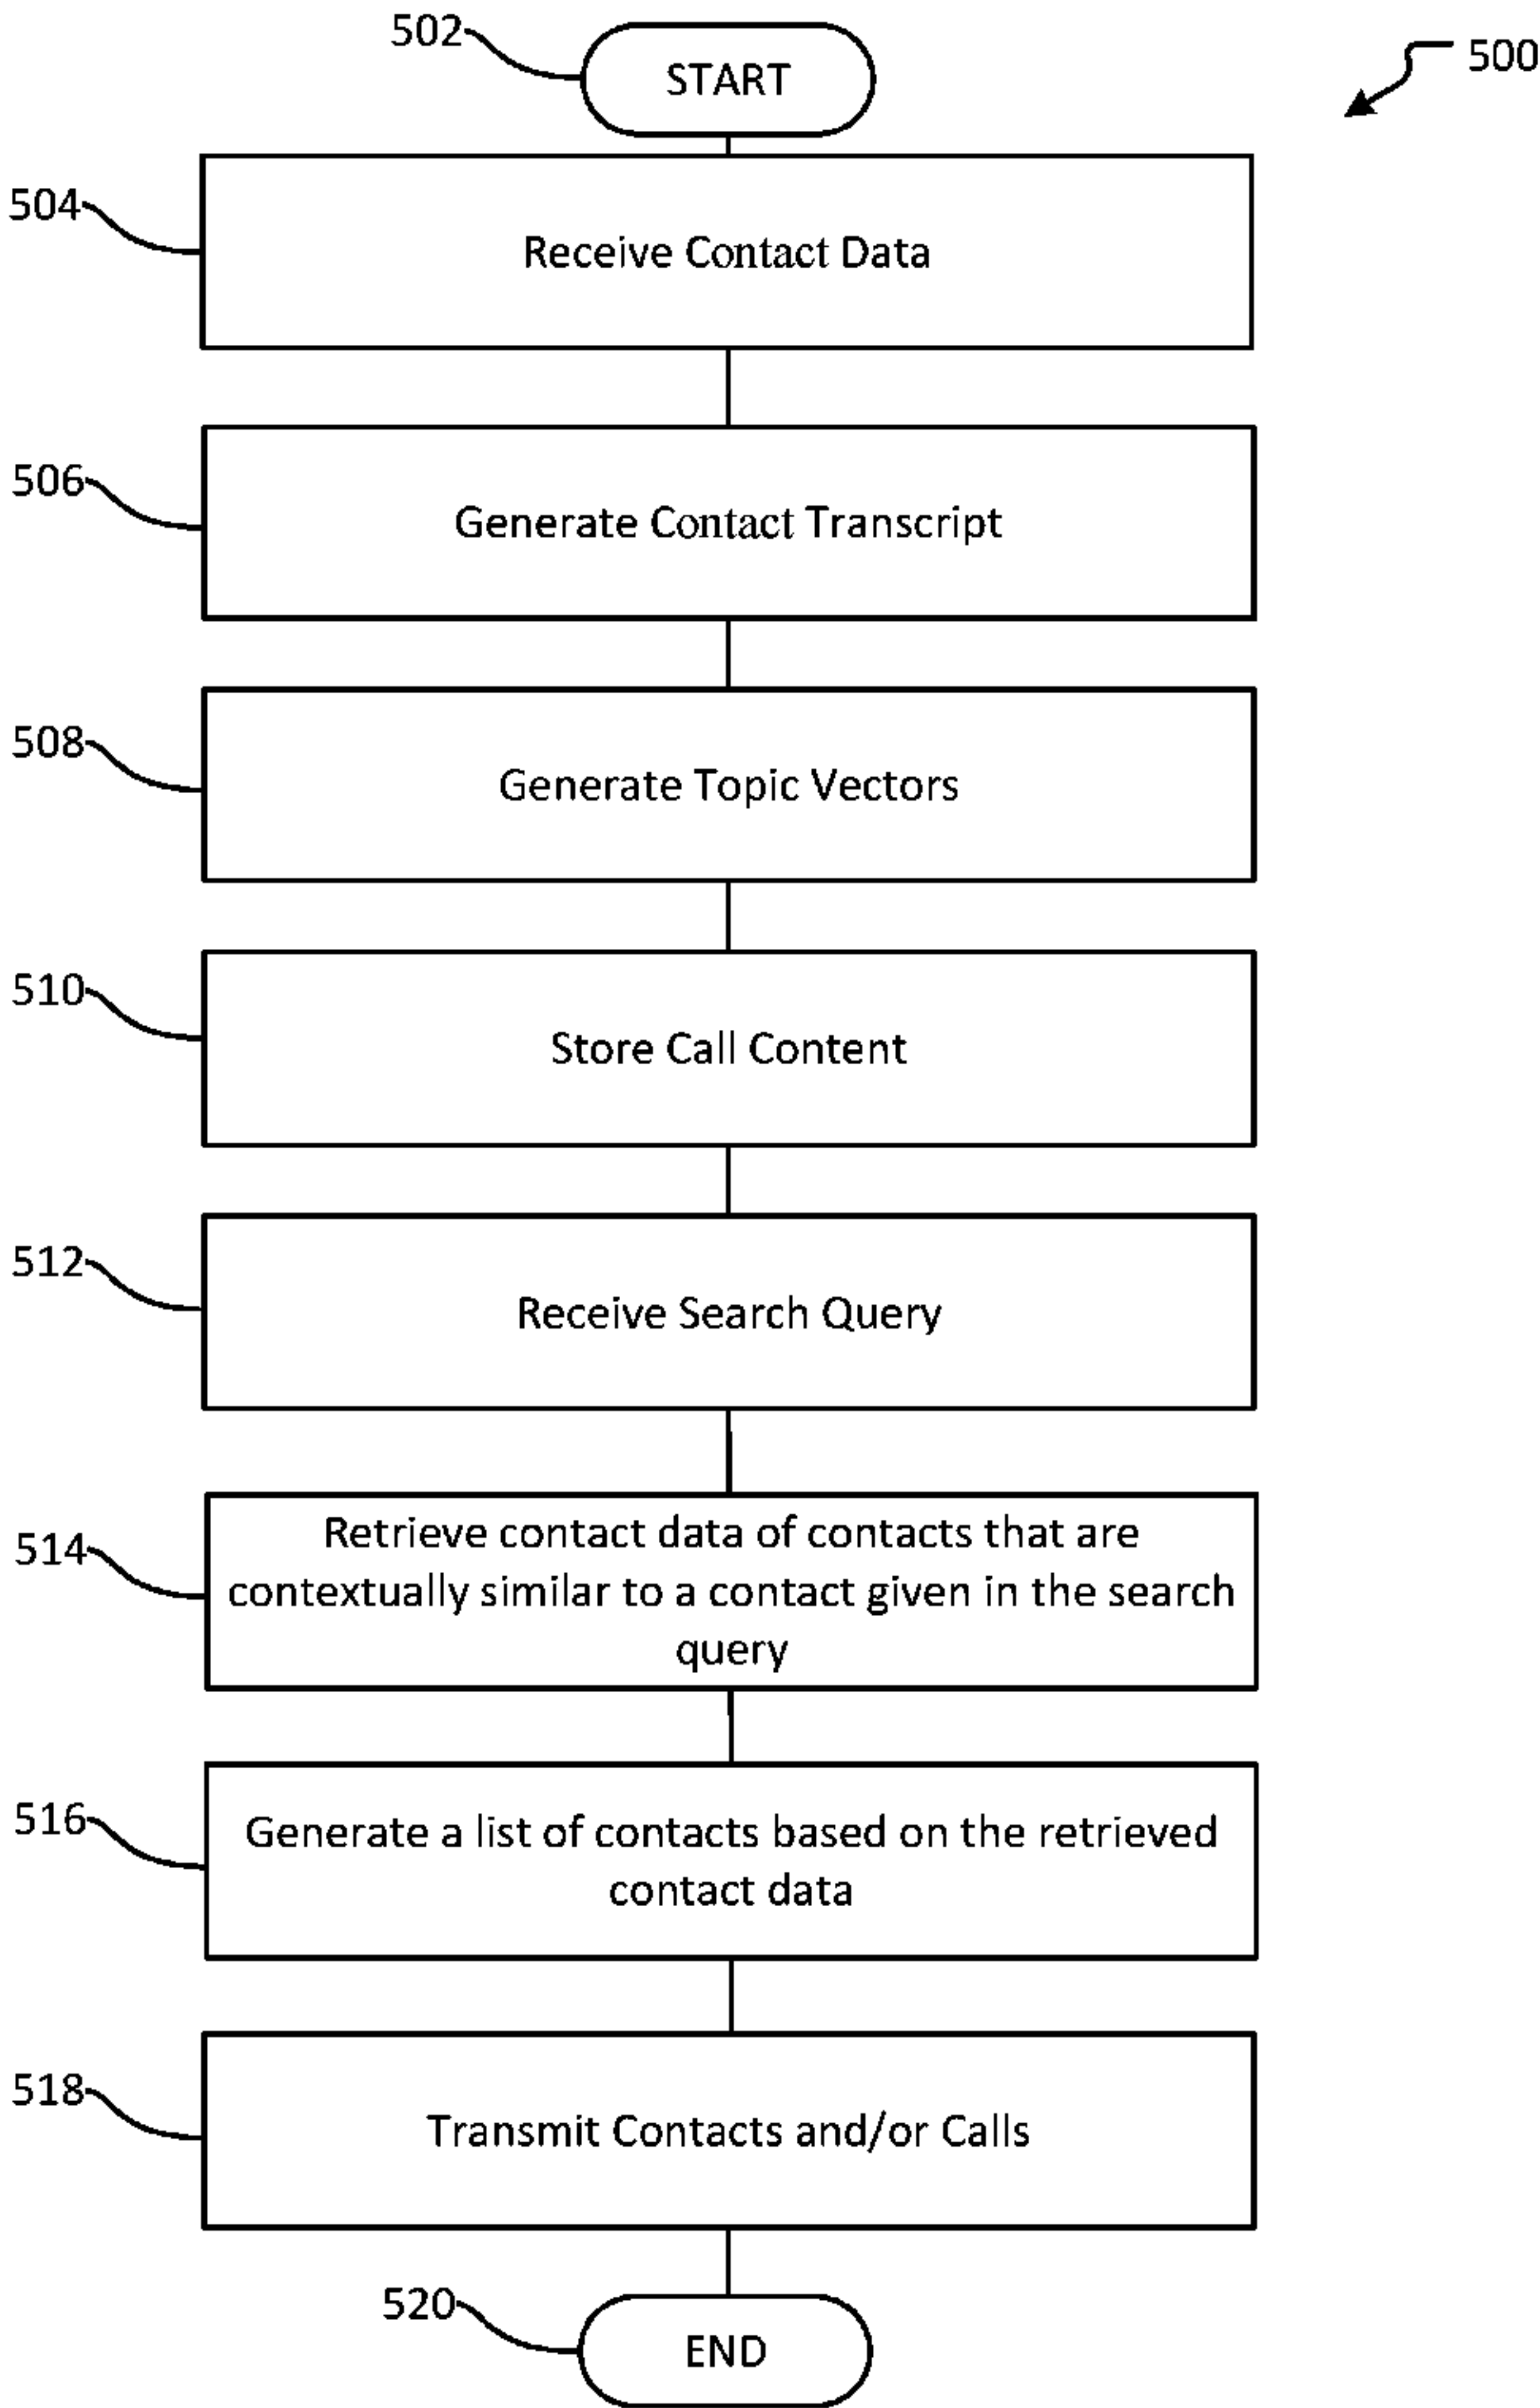 502
START
500
504
Receive Contact Data
506
Generate Contact Transcript
508
Generate Topic Vectors
510
Store Call Content
512
Receive Search Query
514
Retrieve contact data of contacts that are
contextually similar to a contact given in the search
query
516
Generate a list of contacts based on the retrieved
contact data
518
Transmit Contacts and/or Calls
520
END